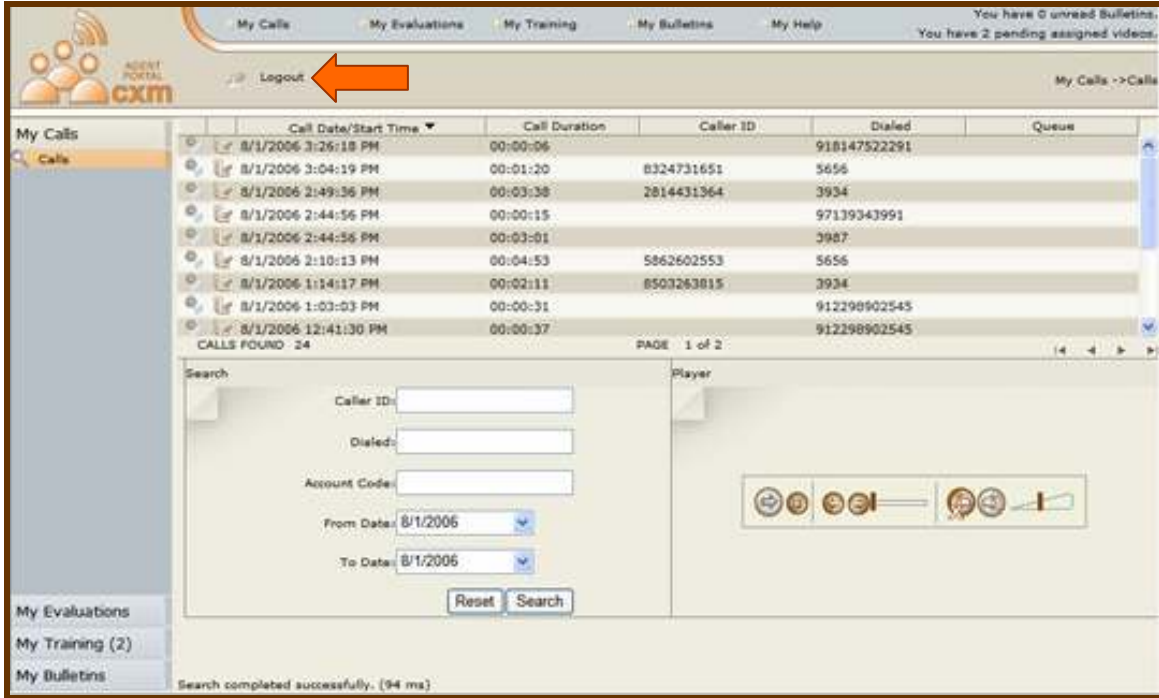 My Calls My Evaluations My Training My Bulletins My Help
You have 0 unread Bulletins.
You have 2 pending assigned videos.
AGENT
PORTAL
cxm
Logout
My Calls ->Calls
My Calls
Calls
Call Date/Start Time Call Duration Caller ID Dialed Queue
8/1/2006 3:26:18 PM 00:00:06 918147522291
8/1/2006 3:04:19 PM 00:01:20 8324731651 5656
8/1/2006 2:49:36 PM 00:03:38 2814431364 3934
8/1/2006 2:44:56 PM 00:00:15 97139343991
8/1/2006 2:44:56 PM 00:03:01 3987
8/1/2006 2:10:13 PM 00:04:53 5862602553 5656
8/1/2006 1:14:17 PM 00:02:11 8503263815 3934
8/1/2006 1:03:03 PM 00:00:31 912298902545
8/1/2006 12:41:30 PM 00:00:37 912298902545
CALLS FOUND 24 PAGE 1 of 2
Search
Caller ID:
Dialed:
Account Code:
From Date: 8/1/2006
To Date: 8/1/2006
Reset Search
Player
My Evaluations
My Training (2)
My Bulletins
Search completed successfully. (94 ms)